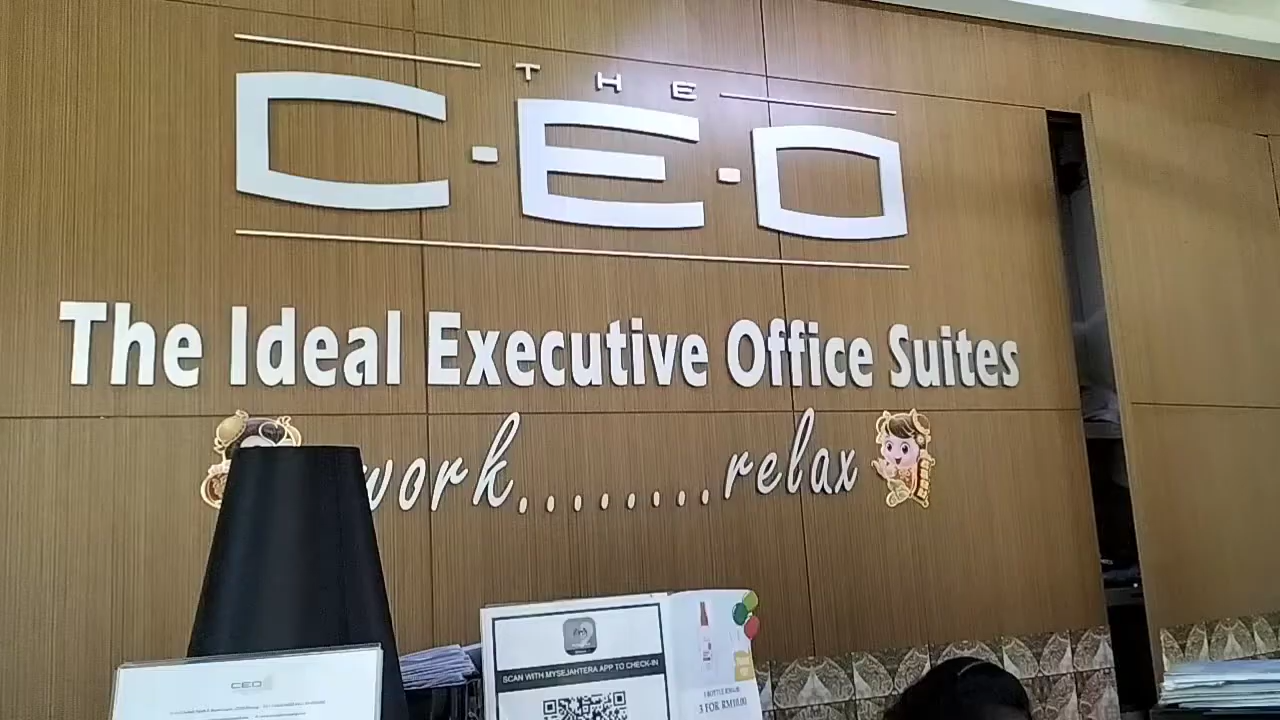 THE
C·E·O
The Ideal Executive Office Suites
work........relax
SCAN WITH MYSEJAHTERA APP TO CHECK-IN
3 FOR RM10.00
CEO